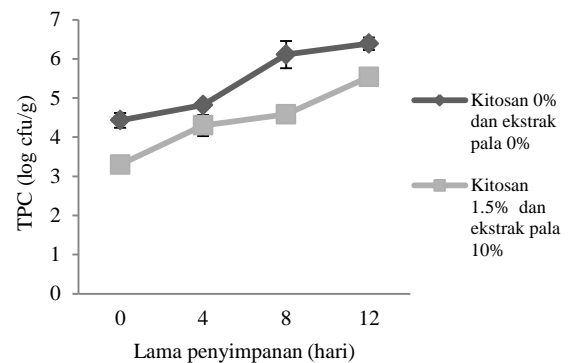 7
6
5
4
3
2
1
0
TPC (log cfu/g)
0 4 8 12
Lama penyimpanan (hari)
Kitosan 0%
dan ekstrak
pala 0%
Kitosan
1.5% dan
ekstrak pala
10%